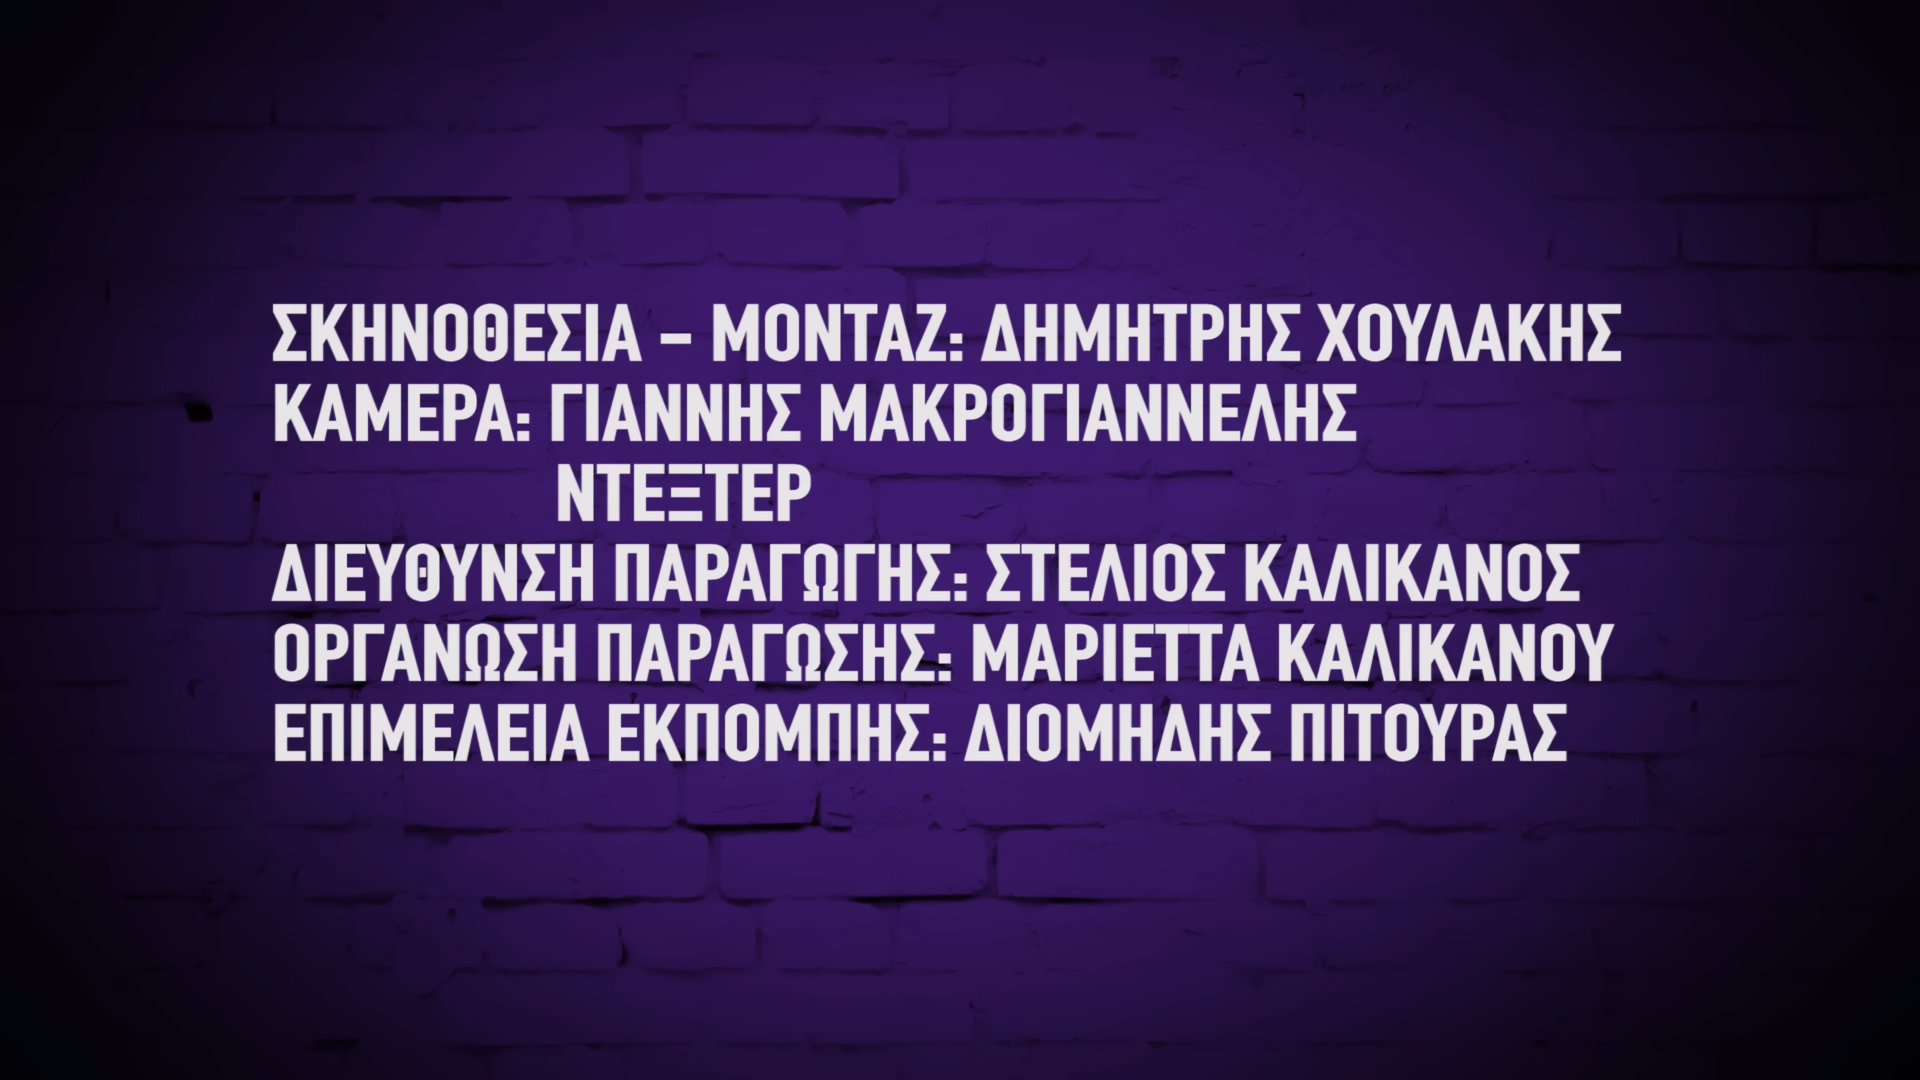 ΣΚΗΝΟΘΕΣΙΑ – ΜΟΝΤΑΖ: ΔΗΜΗΤΡΗΣ ΧΟΥΛΑΚΗΣ
ΚΑΜΕΡΑ: ΓΙΑΝΝΗΣ ΜΑΚΡΟΓΙΑΝΝΕΛΗΣ
ΝΤΕΞΤΕΡ
ΔΙΕΥΘΥΝΣΗ ΠΑΡΑΓΩΓΗΣ: ΣΤΕΛΙΟΣ ΚΑΛΙΚΑΝΟΣ
ΟΡΓΑΝΩΣΗ ΠΑΡΑΓΩΣΗΣ: ΜΑΡΙΕΤΤΑ ΚΑΛΙΚΑΝΟΥ
ΕΠΙΜΕΛΕΙΑ ΕΚΠΟΜΠΗΣ: ΔΙΟΜΗΔΗΣ ΠΙΤΟΥΡΑΣ